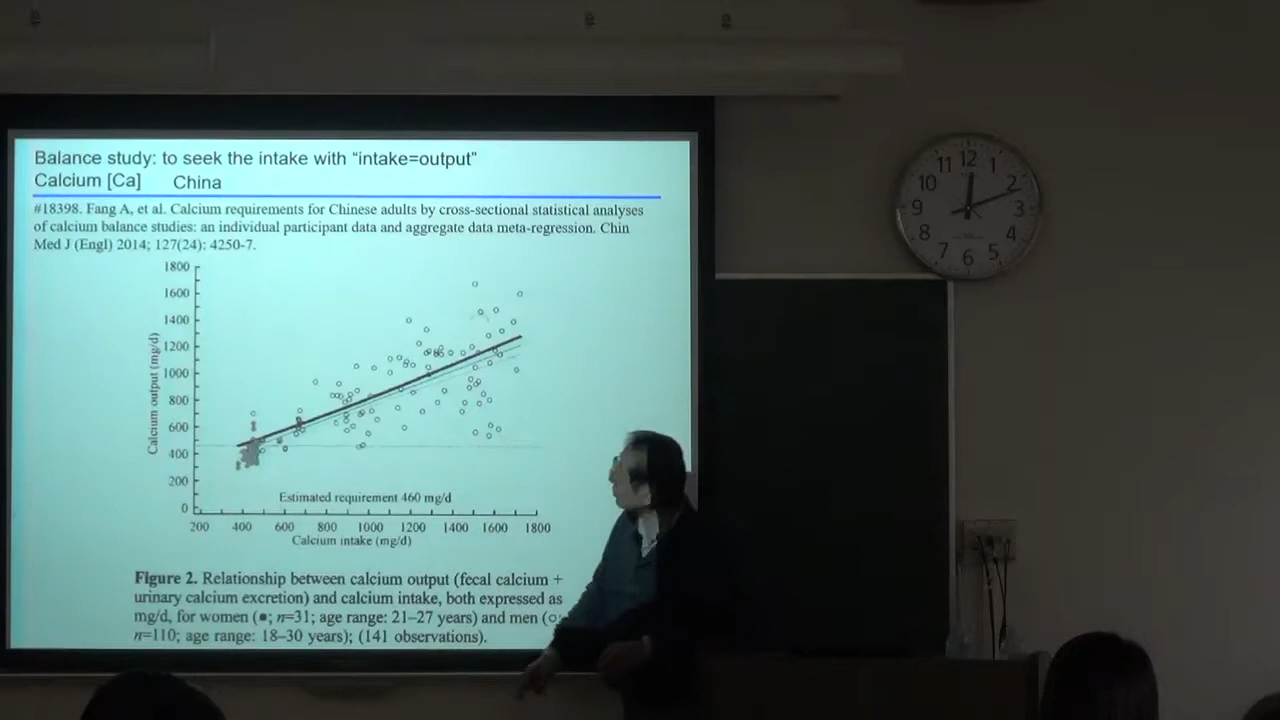 Balance study: to seek the intake with “intake=output”
Calcium [Ca] China
#18398. Fang A, et al. Calcium requirements for Chinese adults by cross-sectional statistical analyses
of calcium balance studies: an individual participant data and aggregate data meta-regression. Chin
Med J (Engl) 2014; 127(24): 4250-7.
1800
1600
1400
1200
1000
800
600
400
200
0
Calcium output (mg/d)
Estimated requirement 460 mg/d
200 400 600 800 1000 1200 1400 1600 1800
Calcium intake (mg/d)
Figure 2. Relationship between calcium output (fecal calcium +
urinary calcium excretion) and calcium intake, both expressed as
mg/d, for women (●; n=31; age range: 21–27 years) and men (○;
n=110; age range: 18–30 years); (141 observations).
12
1
2
3
4
5
6
7
8
9
10
11